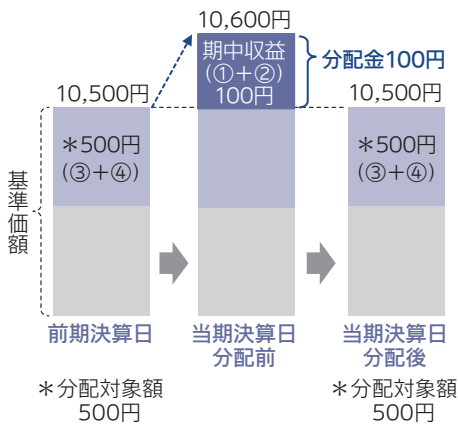 10,600円
期中収益
(①+②)
100円
分配金100円
10,500円
10,500円
＊500円
(③+④)
＊500円
(③+④)
基準価額
前期決算日
当期決算日
分配前
当期決算日
分配後
＊分配対象額
500円
＊分配対象額
500円